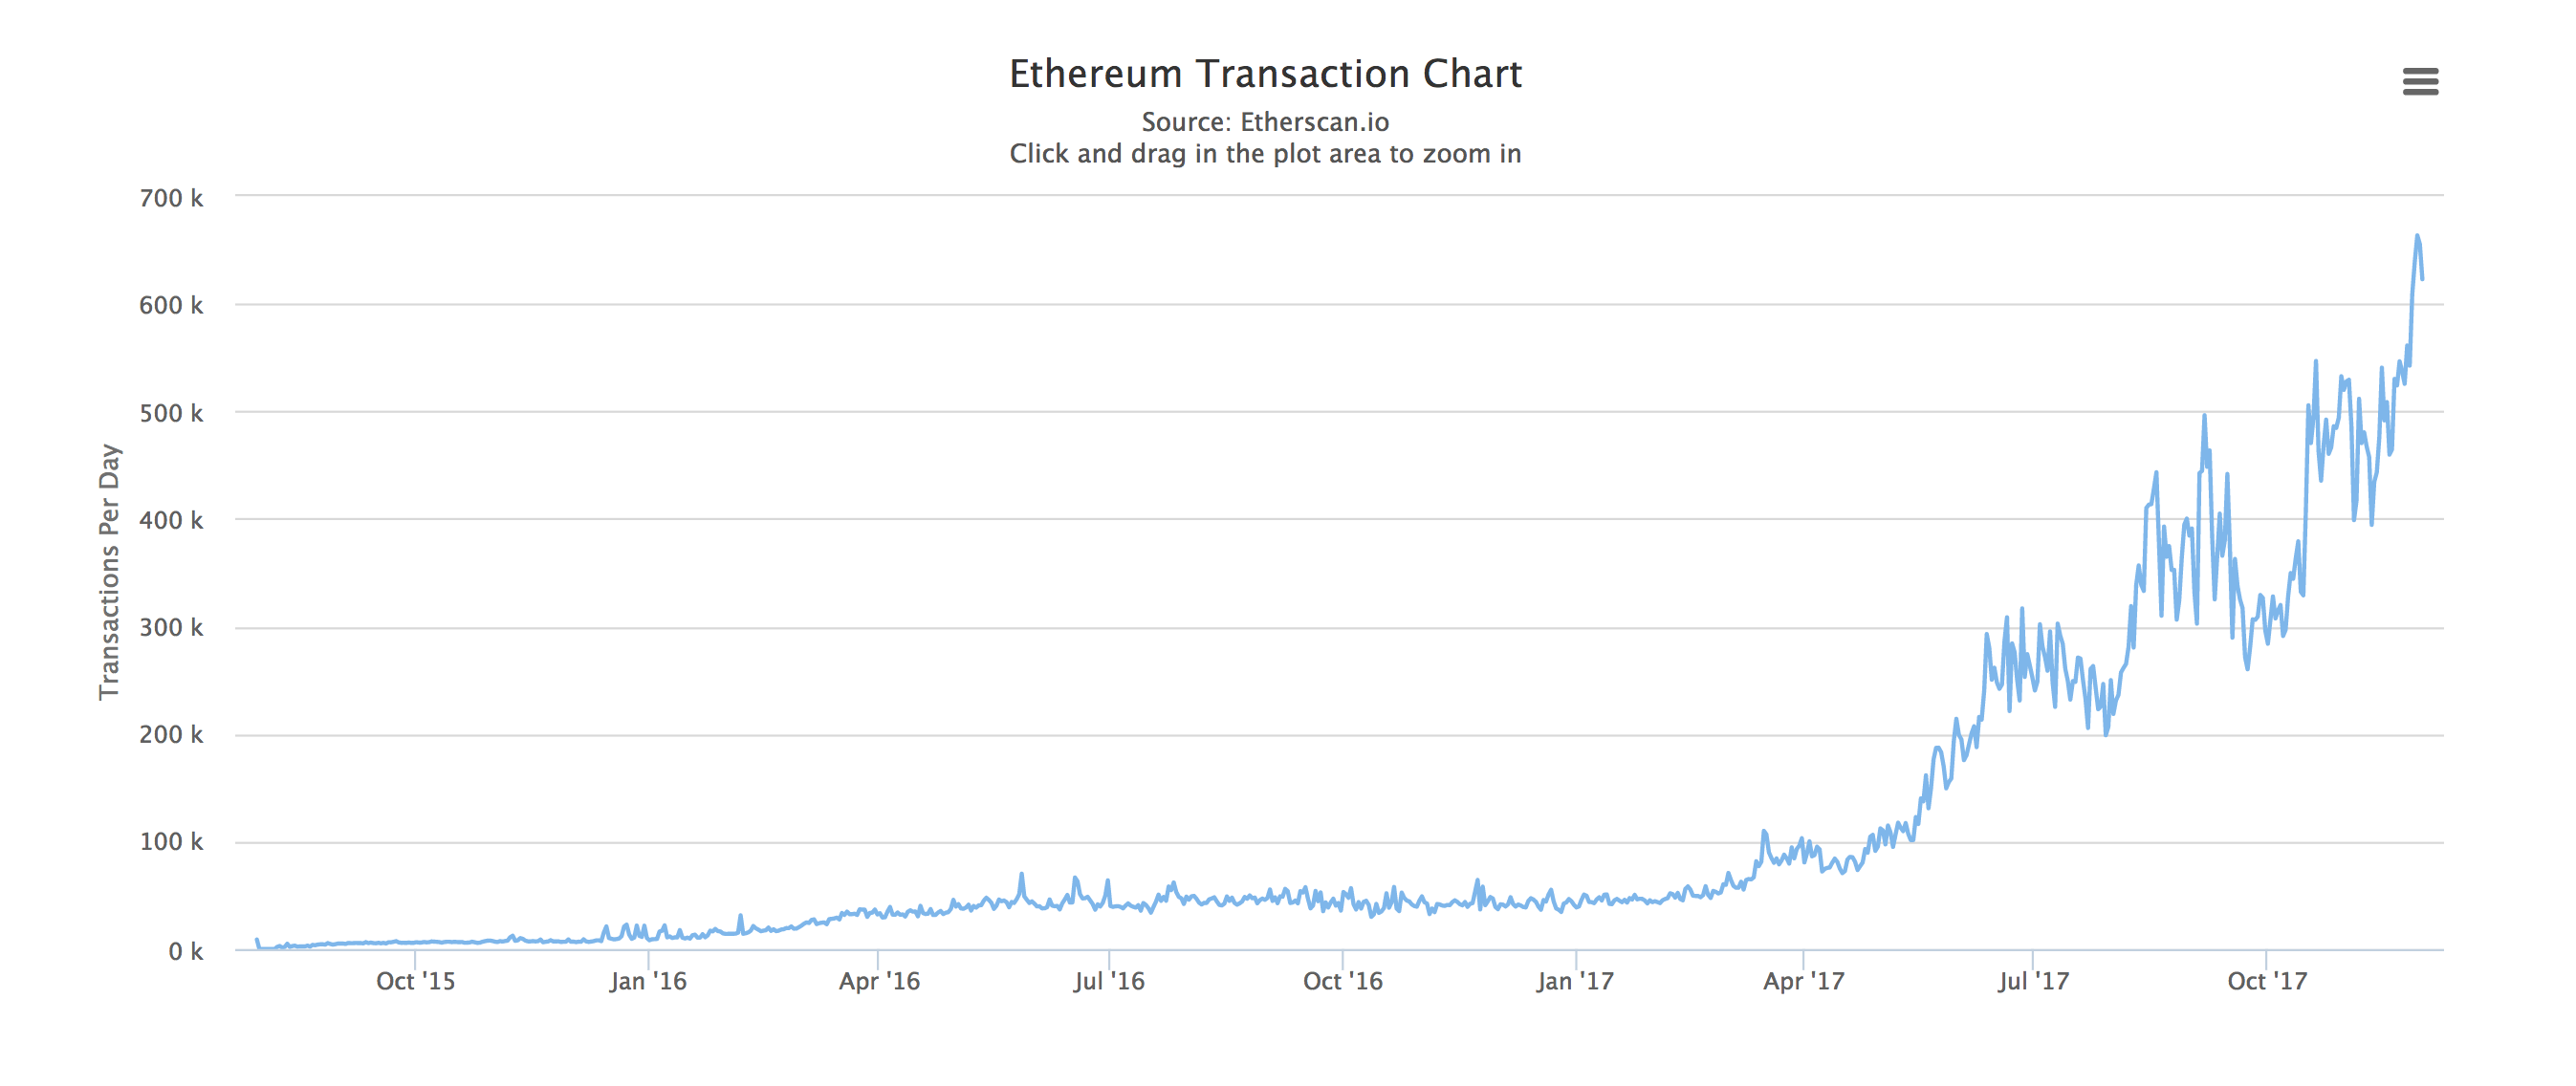 Ethereum Transaction Chart
Source: Etherscan.io
Click and drag in the plot area to zoom in
Transactions Per Day
700 k
600 k
500 k
400 k
300 k
200 k
100 k
0 k
Oct '15
Jan '16
Apr '16
Jul '16
Oct '16
Jan '17
Apr '17
Jul '17
Oct '17